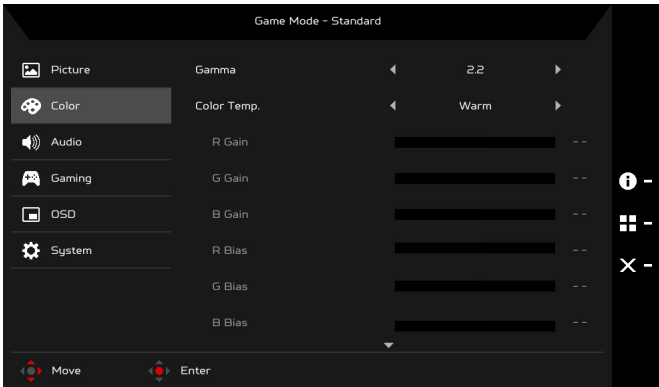 Game Mode - Standard
Picture
Gamma 2.2
Color
Color Temp. Warm
Audio
R Gain --
Gaming
G Gain --
OSD
B Gain --
System
R Bias --
G Bias --
B Bias --
Move Enter